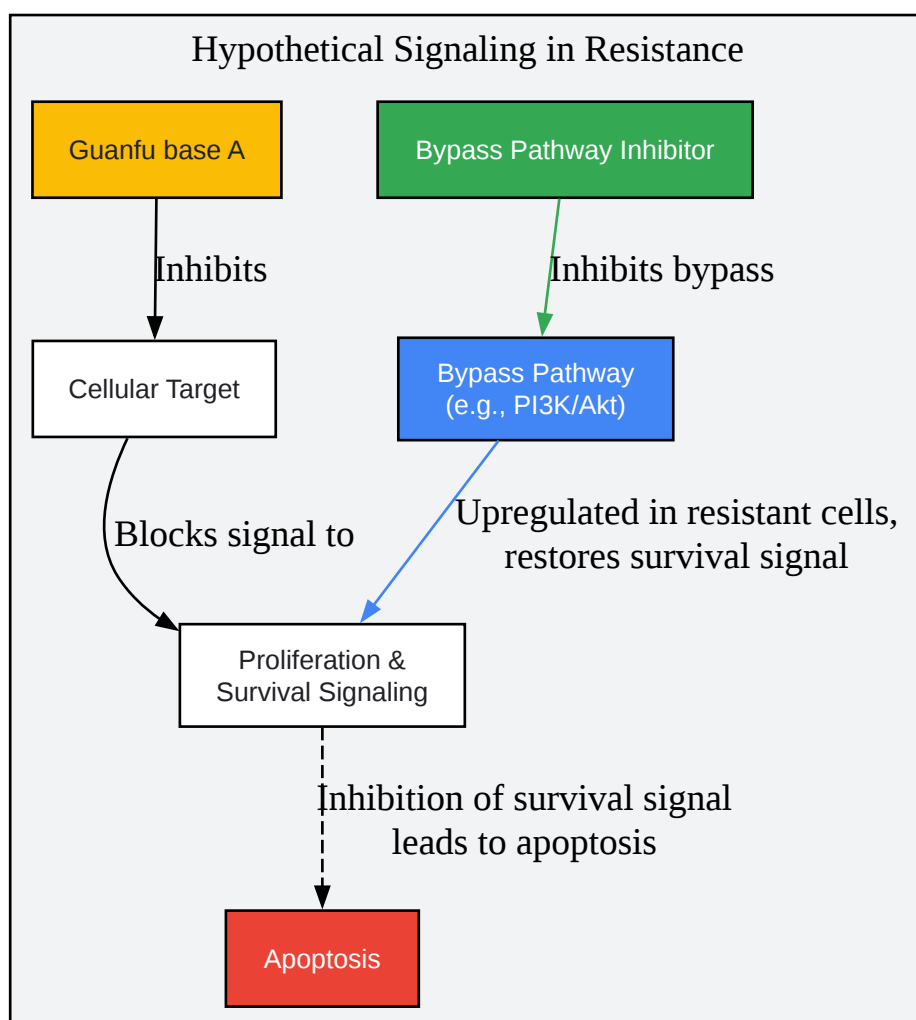 Hypothetical Signaling in Resistance
Guanfu base A
Bypass Pathway Inhibitor
Inhibits
Inhibits bypass
Cellular Target
Bypass Pathway
(e.g., PI3K/Akt)
Blocks signal to
Upregulated in resistant cells,
restores survival signal
Proliferation &
Survival Signaling
Inhibition of survival signal
leads to apoptosis
Apoptosis